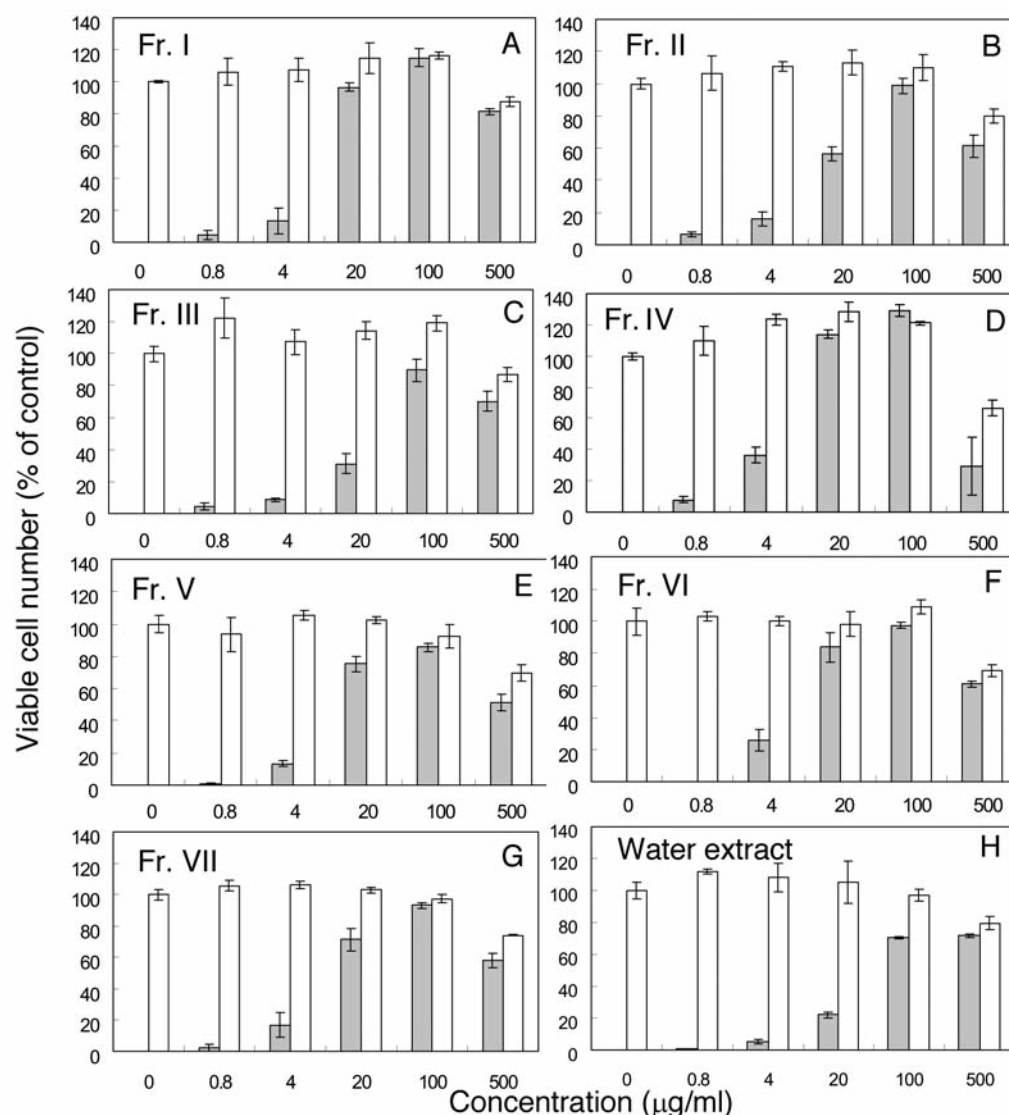 Viable cell number (% of control)
Fr. I
A
140
120
100
80
60
40
20
0
0 0.8 4 20 100 500
Fr. II
B
140
120
100
80
60
40
20
0
0 0.8 4 20 100 500
Fr. III
C
140
120
100
80
60
40
20
0
0 0.8 4 20 100 500
Fr. IV
D
140
120
100
80
60
40
20
0
0 0.8 4 20 100 500
Fr. V
E
140
120
100
80
60
40
20
0
0 0.8 4 20 100 500
Fr. VI
F
140
120
100
80
60
40
20
0
0 0.8 4 20 100 500
Fr. VII
G
140
120
100
80
60
40
20
0
0 0.8 4 20 100 500
Water extract
H
140
120
100
80
60
40
20
0
0 0.8 4 20 100 500
Concentration (μg/ml)